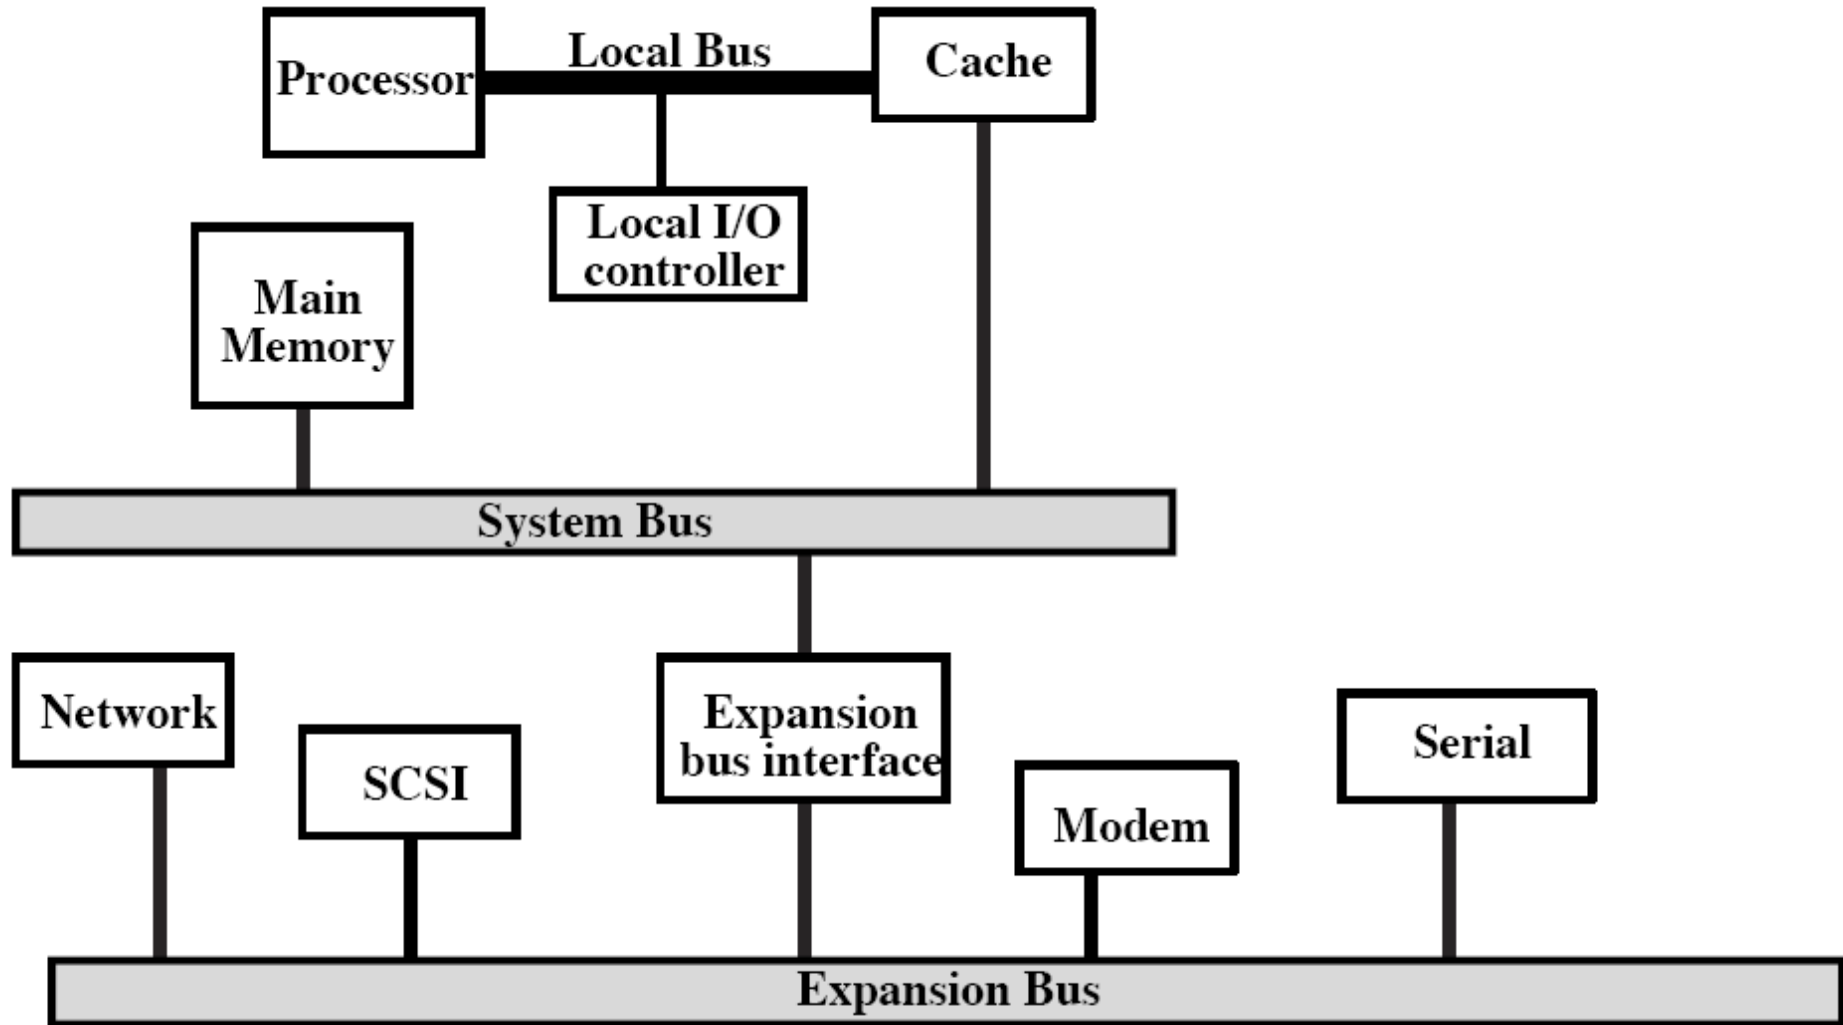 Local Bus
Processor
Cache
Local I/O
controller
Main
Memory
System Bus
Network
SCSI
Expansion
bus interface
Modem
Serial
Expansion Bus